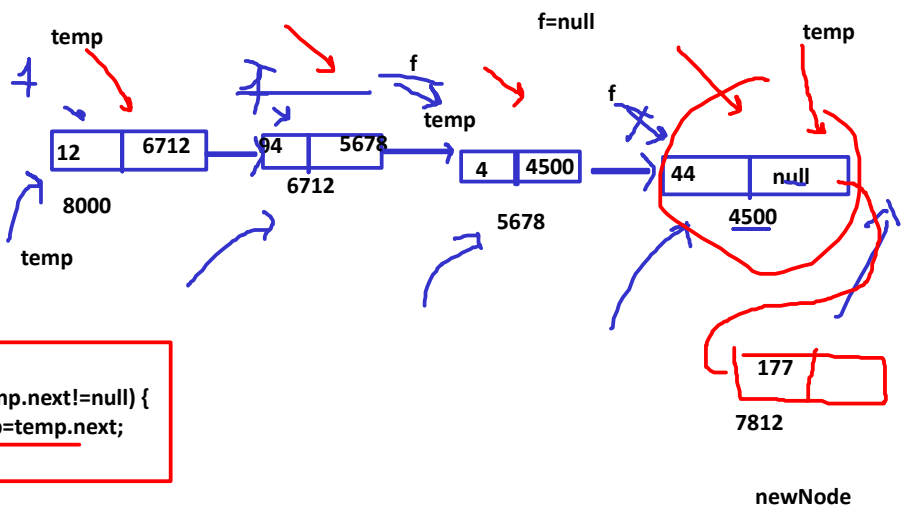 f=null
temp
temp
f
f
temp
12 6712
94 5678
4 4500
44 null
8000
6712
5678
4500
temp
177
7812
mp.next!=null) {
=temp.next;
newNode